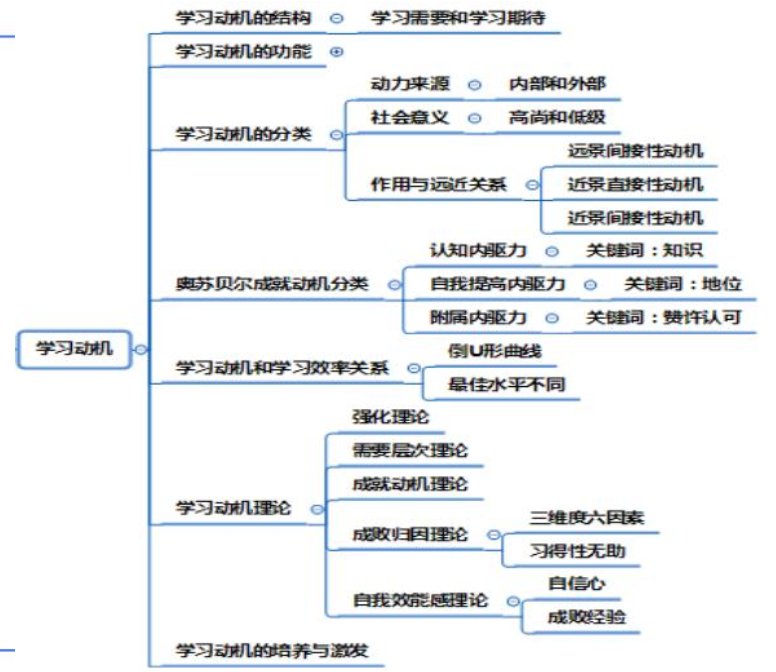 学习动机的结构 学习需要和学习期待
学习动机的功能
动力来源 内部和外部
社会意义 高尚和低级
学习动机的分类
远景间接性动机
作用与远近关系 近景直接性动机
近景间接性动机
认知内驱力 关键词：知识
奥苏贝尔成就动机分类 自我提高内驱力 关键词：地位
附属内驱力 关键词：赞许认可
学习动机
倒U形曲线
学习动机和学习效率关系
最佳水平不同
强化理论
需要层次理论
成就动机理论
学习动机理论
三维度六因素
成败归因理论
习得性无助
自信心
自我效能感理论
成败经验
学习动机的培养与激发